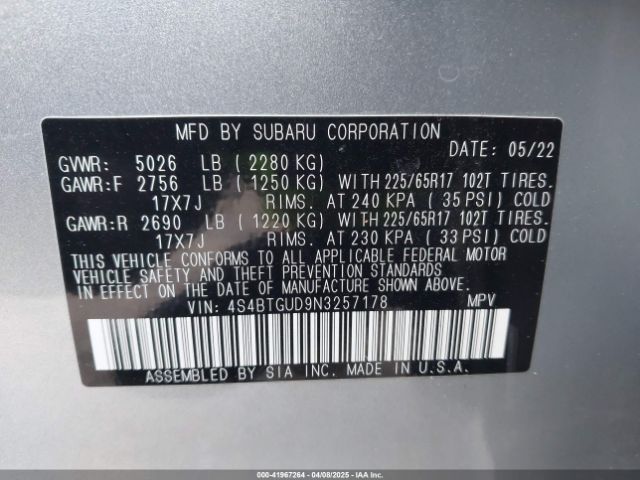 MFD BY SUBARU CORPORATION
DATE: 05/22
GVWR: 5026 LB ( 2280 KG)
GAWR:F 2756 LB ( 1250 KG) WITH 225/65R17 102T TIRES.
17X7J RIMS. AT 240 KPA ( 35 PSI) COLD
GAWR:R 2690 LB ( 1220 KG) WITH 225/65R17 102T TIRES.
17X7J RIMS. AT 230 KPA ( 33 PSI) COLD
THIS VEHICLE CONFORMS TO ALL APPLICABLE FEDERAL MOTOR
VEHICLE SAFETY AND THEFT PREVENTION STANDARDS
IN EFFECT ON THE DATE OF MANUFACTURE SHOWN ABOVE.
VIN: 4S4BTGUD9N3257178 MPV
ASSEMBLED BY SIA INC. MADE IN U.S.A.
000-41967264 - 04/08/2025 - IAAI.COM